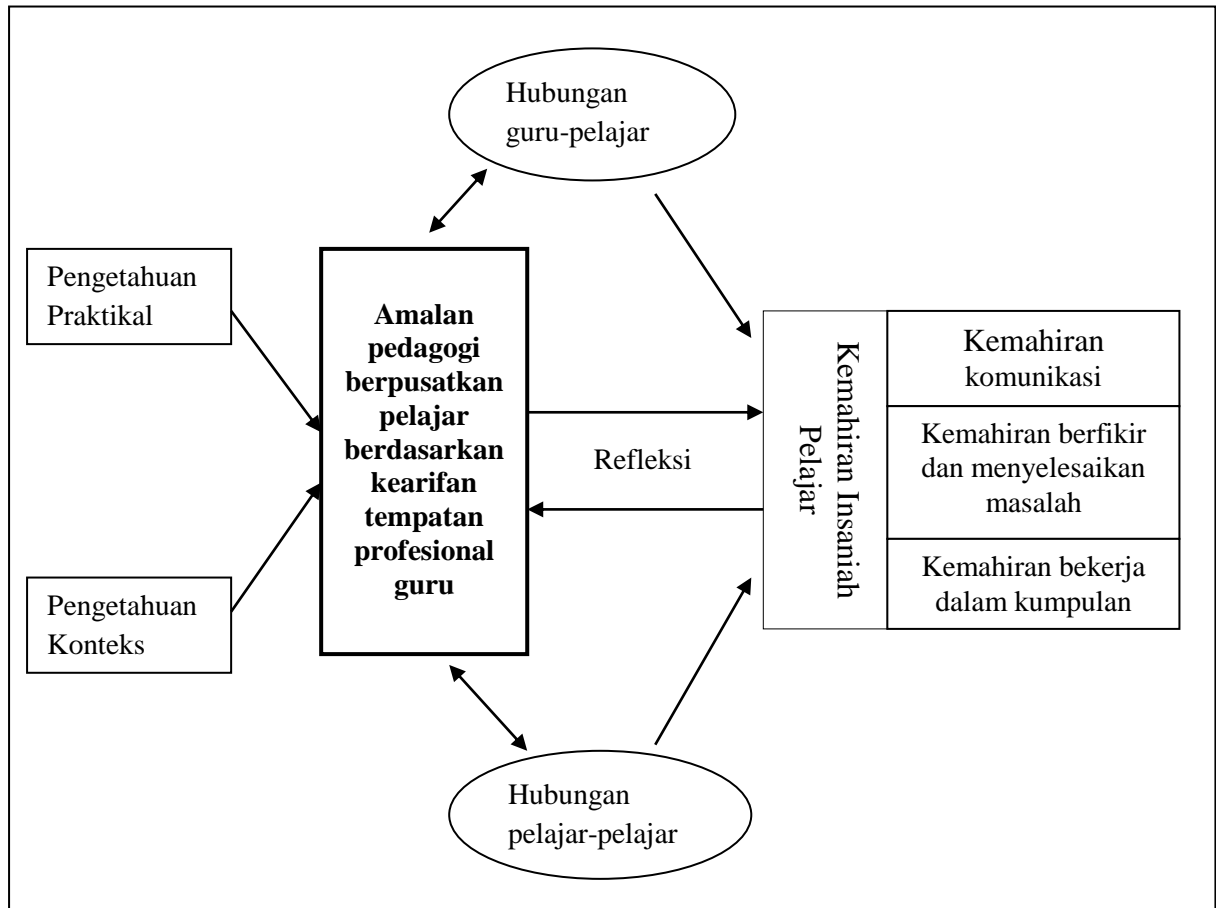 Hubungan
guru-pelajar
Pengetahuan
Praktikal
Pengetahuan
Konteks
Amalan
pedagogi
berpusatkan
pelajar
berdasarkan
kearifan
tempatan
profesional
guru
Refleksi
Kemahiran Insaniah
Pelajar
Kemahiran
komunikasi
Kemahiran berfikir
dan menyelesaikan
masalah
Kemahiran bekerja
dalam kumpulan
Hubungan
pelajar-pelajar